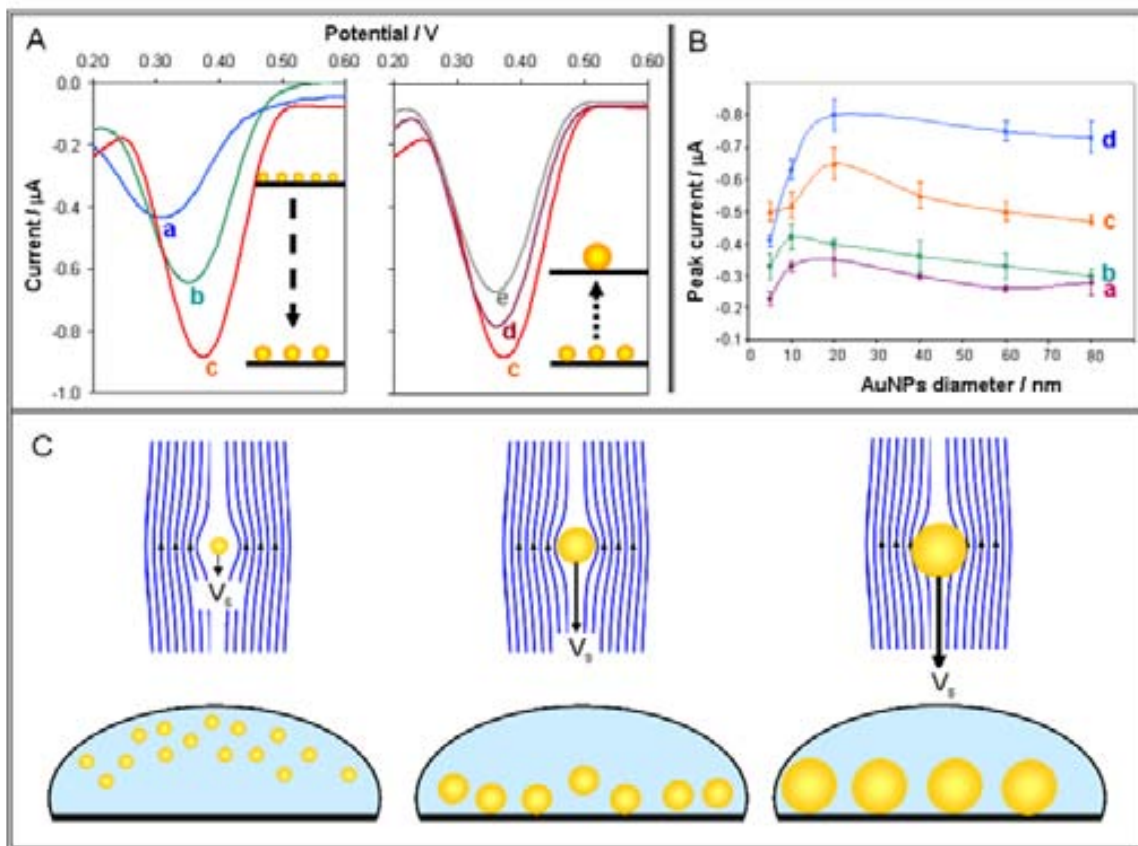 A
Potential / V
0.20 0.30 0.40 0.50 0.60
0.20 0.30 0.40 0.50 0.60
0.0
-0.2
-0.4
-0.6
-0.8
-1.0
Current / µA
a
b
c
e
d
c
B
-0.8
-0.7
-0.6
-0.5
-0.4
-0.3
-0.2
-0.1
Peak current / µA
d
c
b
a
0 10 20 30 40 50 60 70 80
AuNPs diameter / nm
C
Vs
Vs
Vs